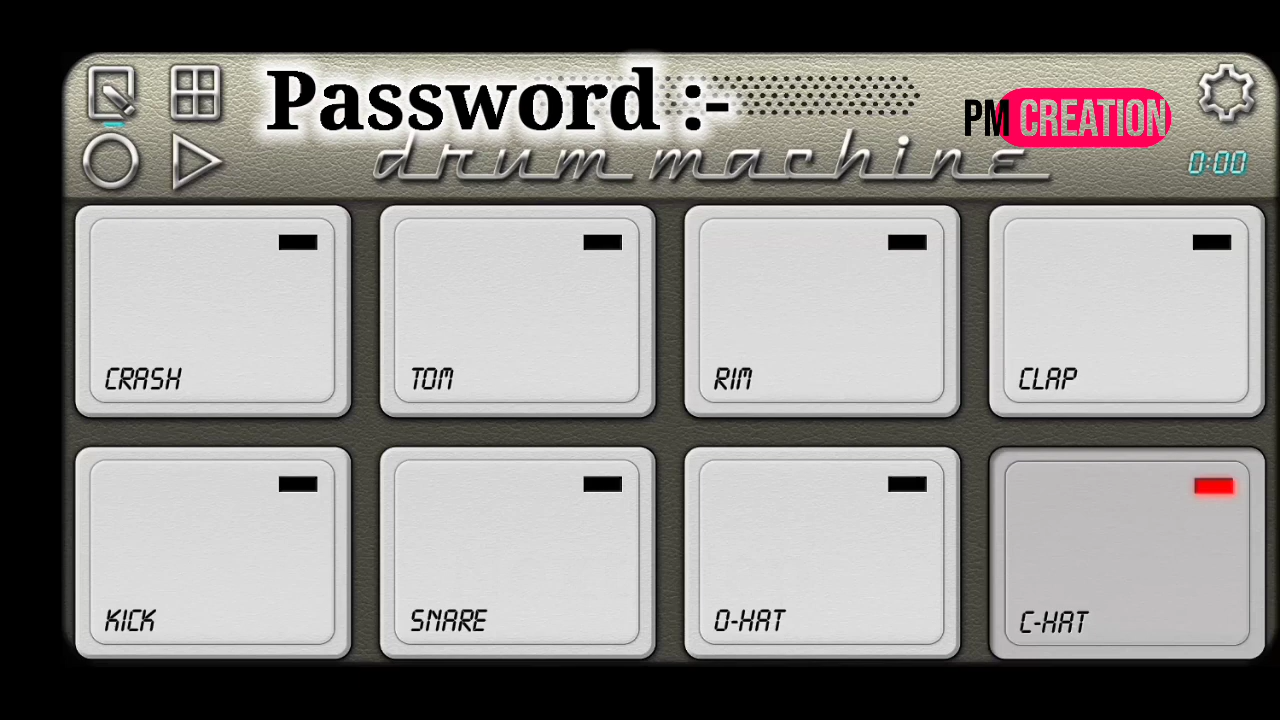 Password :-
PM CREATION
drum machine
0:00
CRASH
TOM
RIM
CLAP
KICK
SNARE
O-HAT
C-HAT